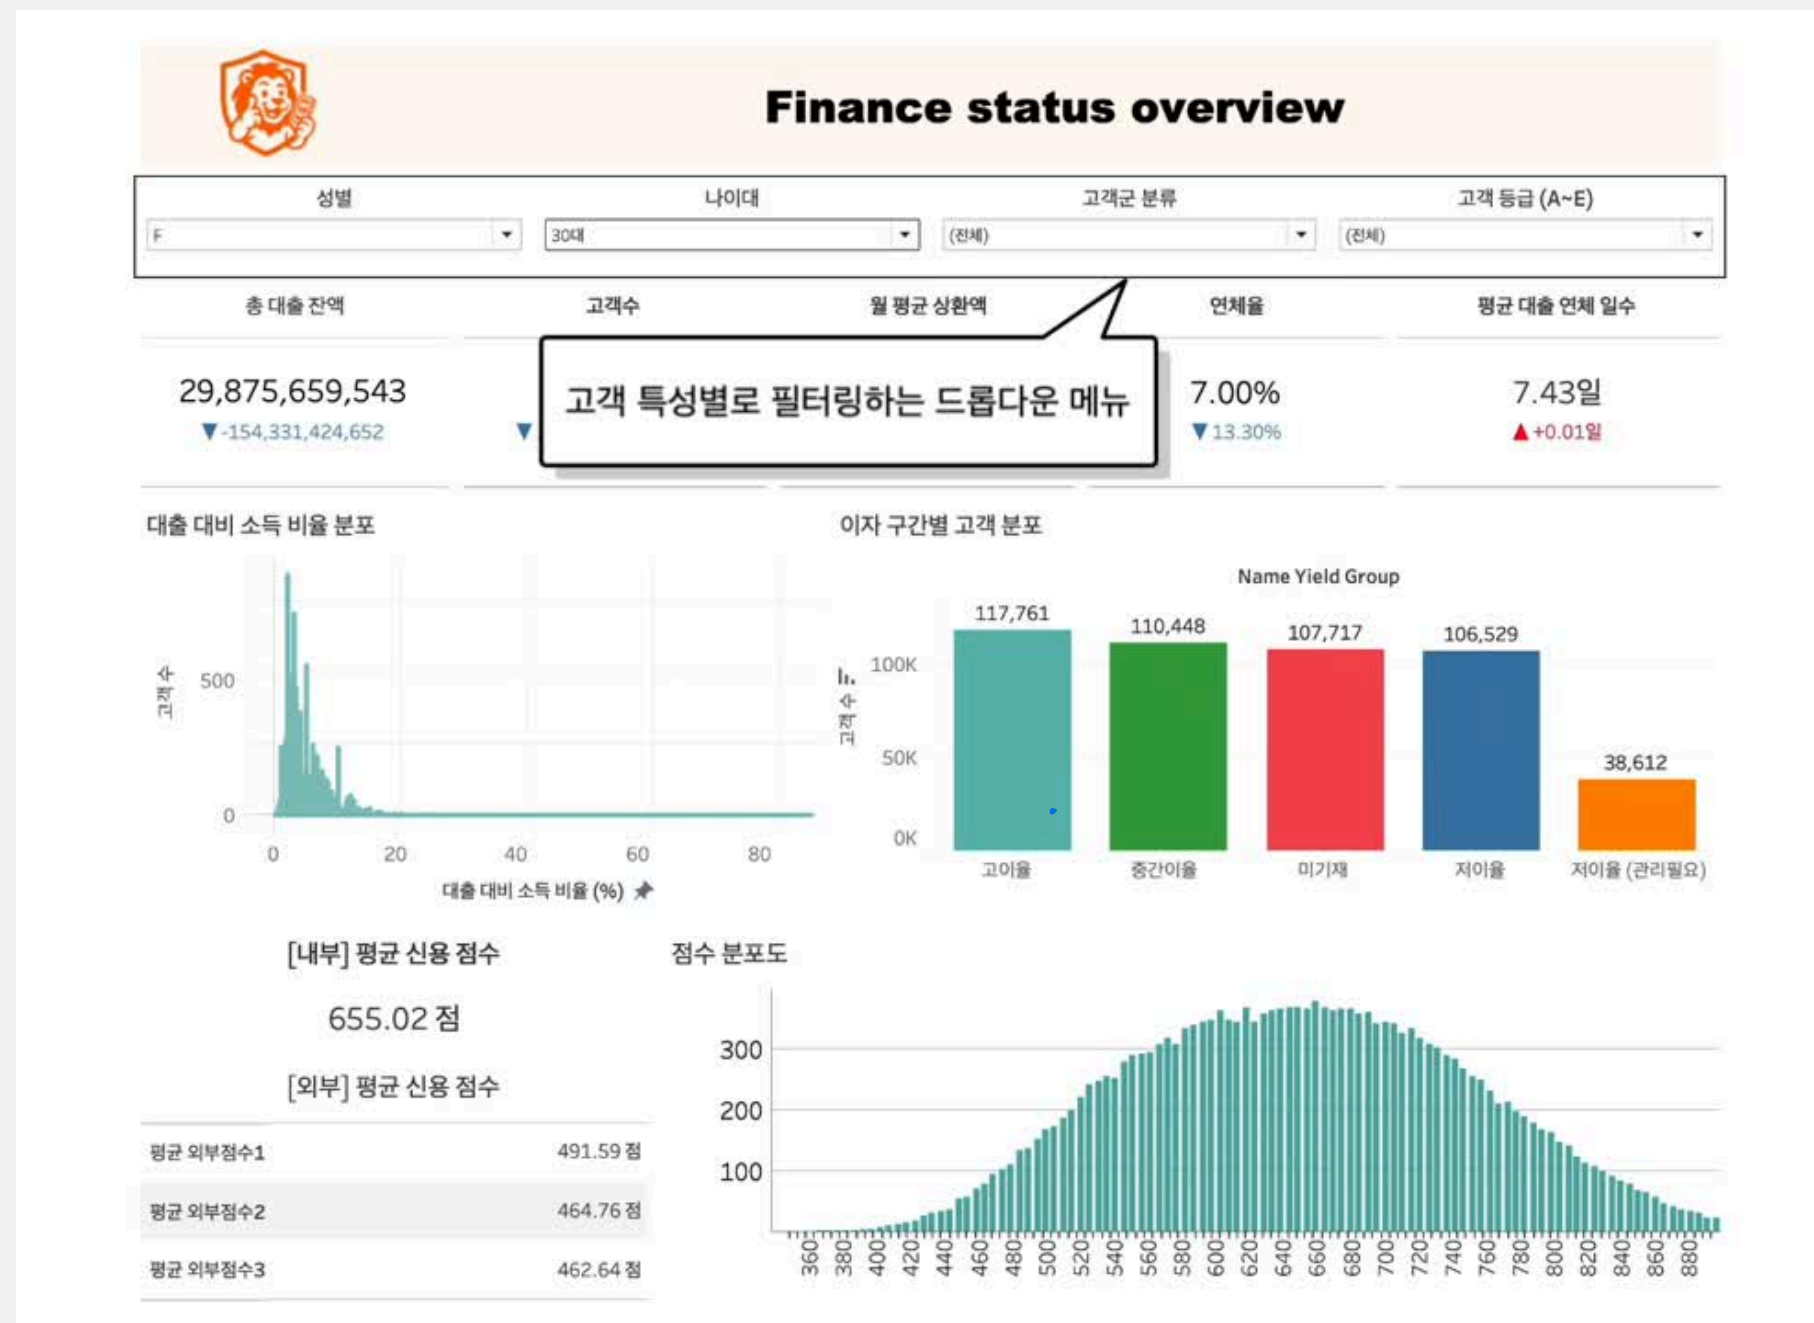 Finance status overview
성별
나이대
고객군 분류
고객 등급 (A~E)
F
30대
(전체)
(전체)
총 대출 잔액
고객수
월 평균 상환액
연체율
평균 대출 연체 일수
29,875,659,543
▼-154,331,424,652
▼
고객 특성별로 필터링하는 드롭다운 메뉴
7.00%
▼13.30%
7.43일
▲+0.01일
대출 대비 소득 비율 분포
고객 수
500
0
0 20 40 60 80
대출 대비 소득 비율 (%)
이자 구간별 고객 분포
Name Yield Group
고객 수
100K
50K
0K
117,761
110,448
107,717
106,529
38,612
고이율
중간이율
미기재
저이율
저이율 (관리필요)
[내부] 평균 신용 점수
655.02 점
[외부] 평균 신용 점수
평균 외부점수1 491.59 점
평균 외부점수2 464.76 점
평균 외부점수3 462.64 점
점수 분포도
300
200
100
360 380 400 420 440 460 480 500 520 540 560 580 600 620 640 660 680 700 720 740 760 780 800 820 840 860 880